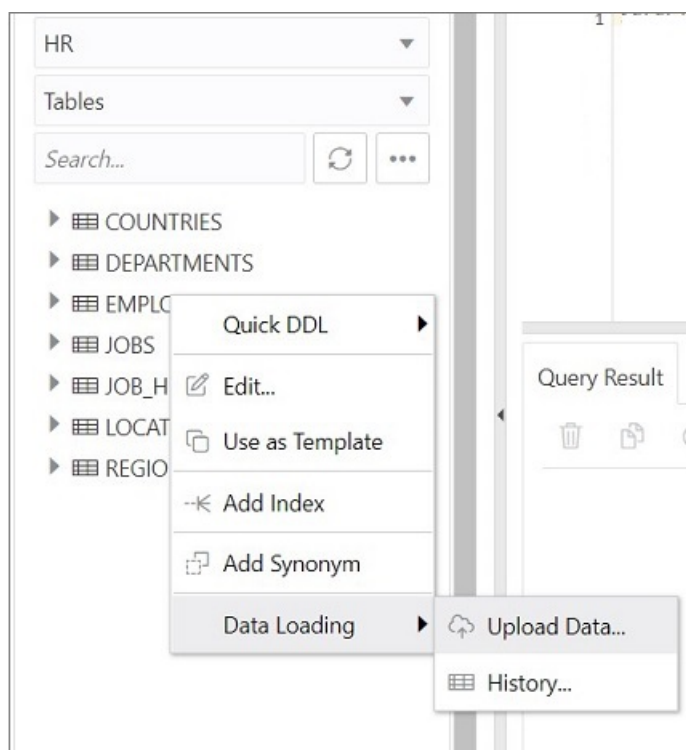 HR
Tables
Search...
COUNTRIES
DEPARTMENTS
EMPLO
JOBS
JOB_H
LOCAT
REGIO
Quick DDL
Edit...
Use as Template
Add Index
Add Synonym
Data Loading
Upload Data...
History...
1
Query Result